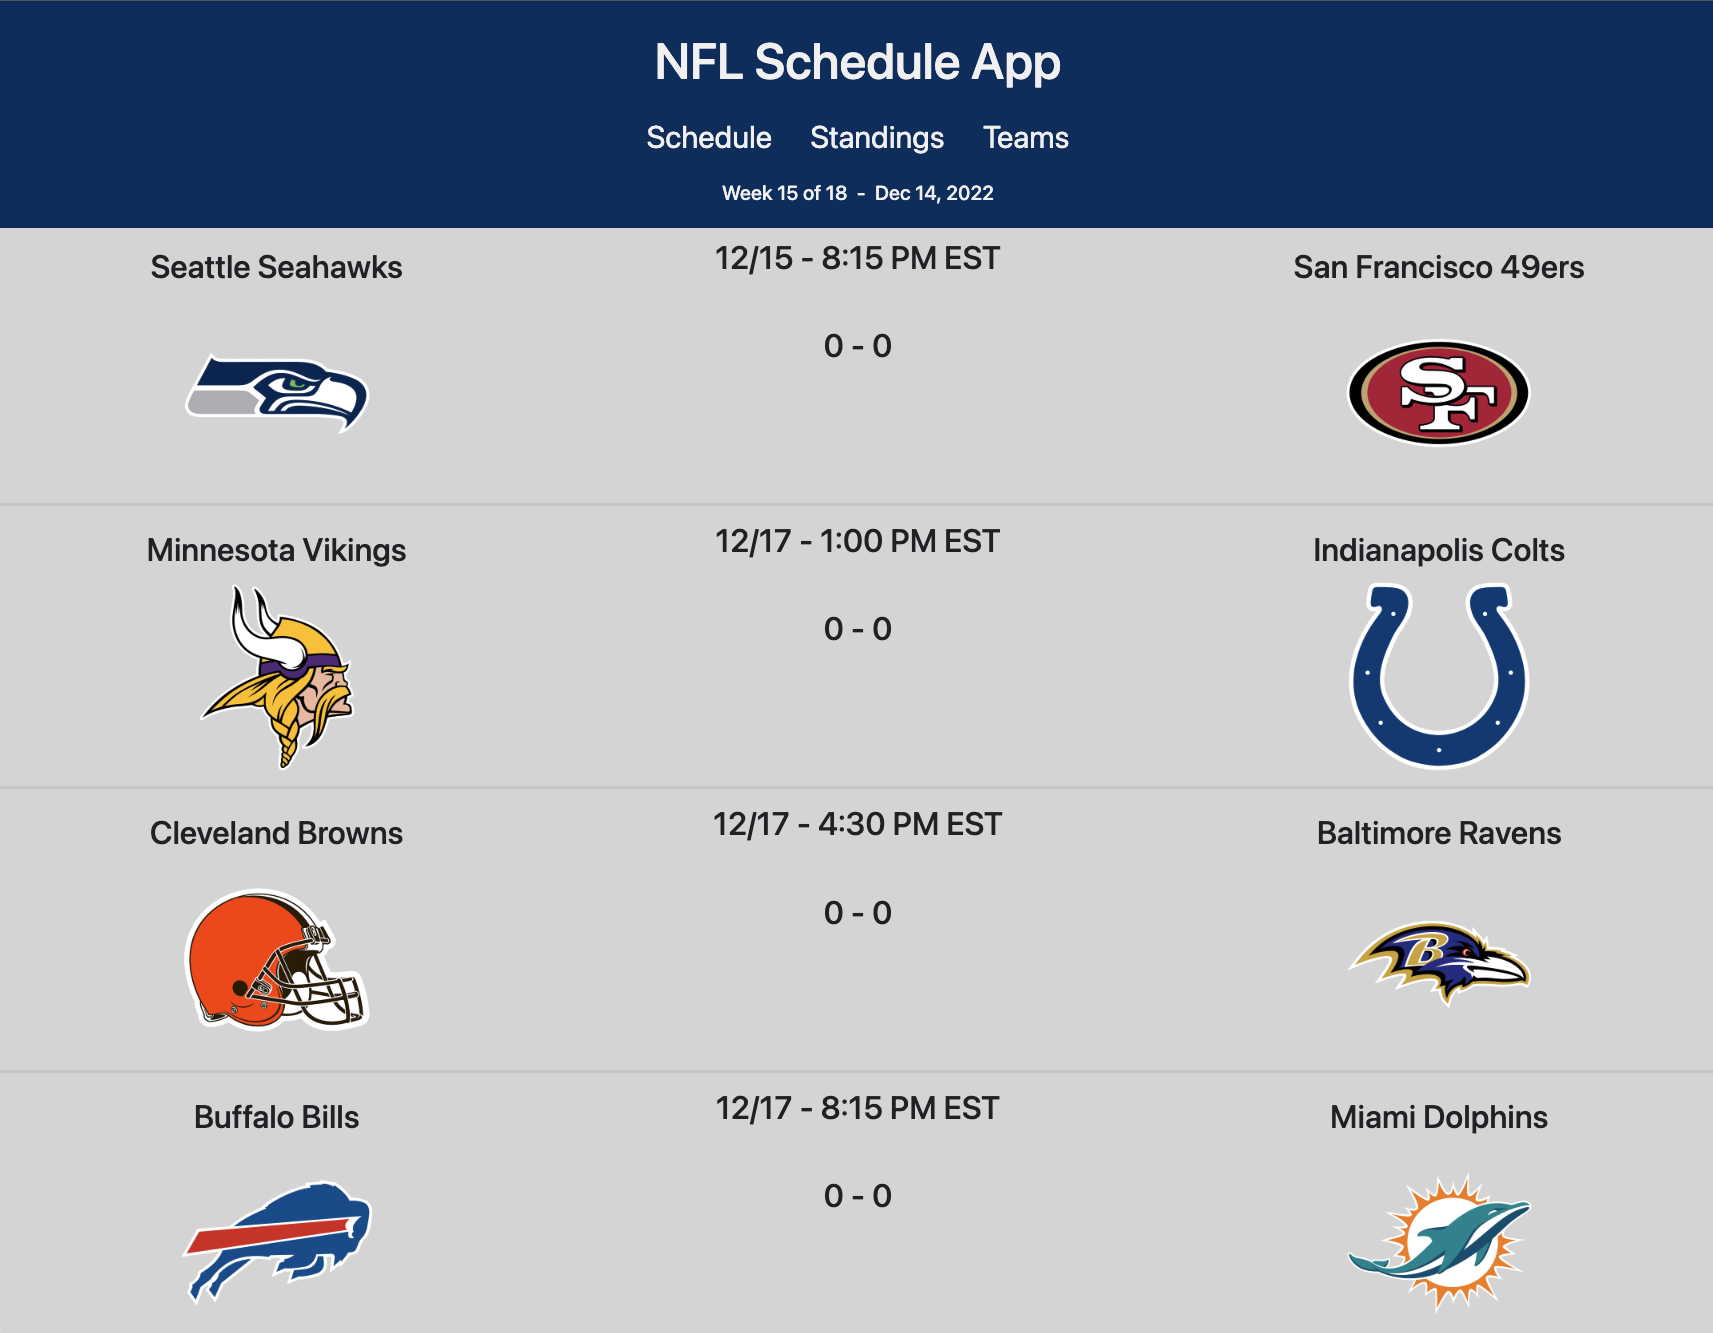 NFL Schedule App
Schedule Standings Teams
Week 15 of 18 - Dec 14, 2022
Seattle Seahawks
12/15 - 8:15 PM EST
San Francisco 49ers
0 - 0
SF
Minnesota Vikings
12/17 - 1:00 PM EST
Indianapolis Colts
0 - 0
Cleveland Browns
12/17 - 4:30 PM EST
Baltimore Ravens
0 - 0
B
Buffalo Bills
12/17 - 8:15 PM EST
Miami Dolphins
0 - 0